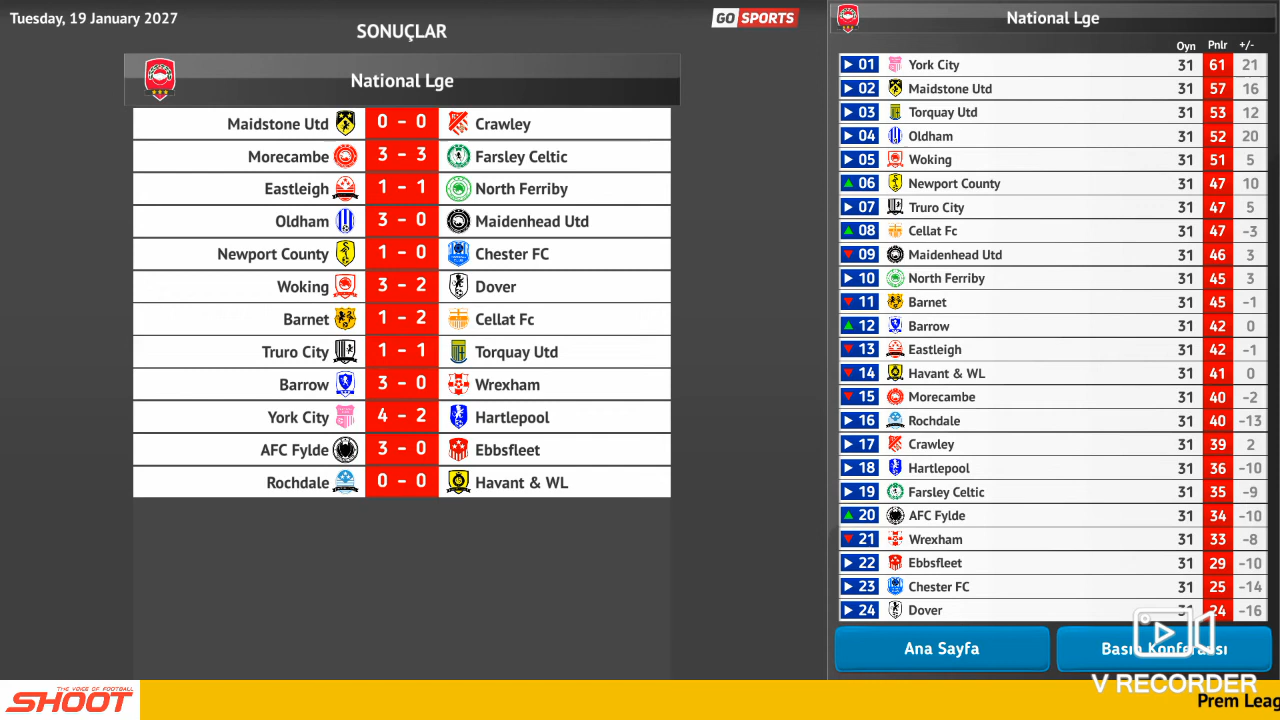 Tuesday, 19 January 2027
GO SPORTS
SONUÇLAR
National Lge
Maidstone Utd 0 - 0 Crawley
Morecambe 3 - 3 Farsley Celtic
Eastleigh 1 - 1 North Ferriby
Oldham 3 - 0 Maidenhead Utd
Newport County 1 - 0 Chester FC
Woking 3 - 2 Dover
Barnet 1 - 2 Cellat Fc
Truro City 1 - 1 Torquay Utd
Barrow 3 - 0 Wrexham
York City 4 - 2 Hartlepool
AFC Fylde 3 - 0 Ebbsfleet
Rochdale 0 - 0 Havant & WL
National Lge
Oyn Pnlr +/-
01 York City 31 61 21
02 Maidstone Utd 31 57 16
03 Torquay Utd 31 53 12
04 Oldham 31 52 20
05 Woking 31 51 5
06 Newport County 31 47 10
07 Truro City 31 47 5
08 Cellat Fc 31 47 -3
09 Maidenhead Utd 31 46 3
10 North Ferriby 31 45 3
11 Barnet 31 45 -1
12 Barrow 31 42 0
13 Eastleigh 31 42 -1
14 Havant & WL 31 41 0
15 Morecambe 31 40 -2
16 Rochdale 31 40 -13
17 Crawley 31 39 2
18 Hartlepool 31 36 -10
19 Farsley Celtic 31 35 -9
20 AFC Fylde 31 34 -10
21 Wrexham 31 33 -8
22 Ebbsfleet 31 29 -10
23 Chester FC 31 25 -14
24 Dover 31 24 -16
Ana Sayfa
Basın Konferansı
V RECORDER
THE VOICE OF FOOTBALL
SHOOT
Prem Leag